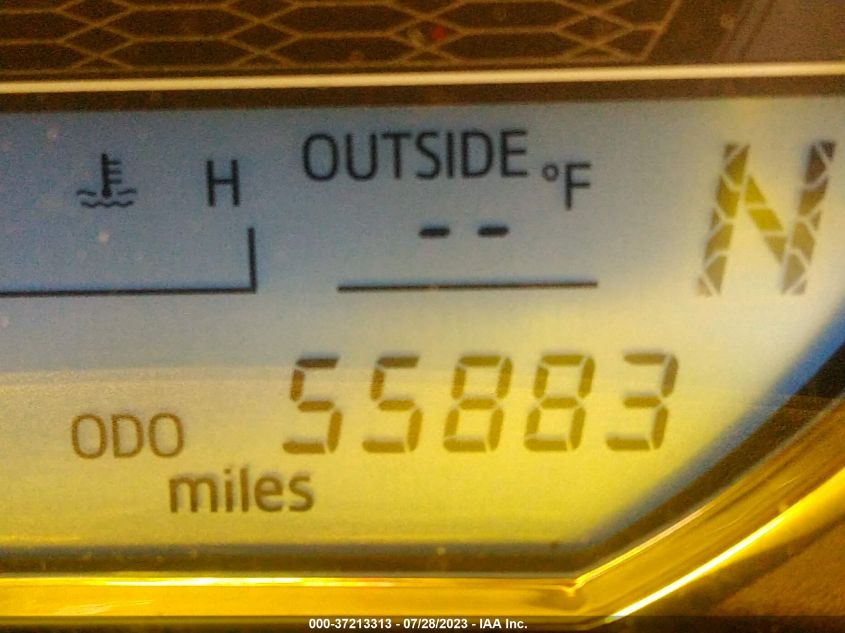 H
OUTSIDE °F
N
--
ODO 55883
miles
000-37213313 - 07/28/2023 - IAA Inc.